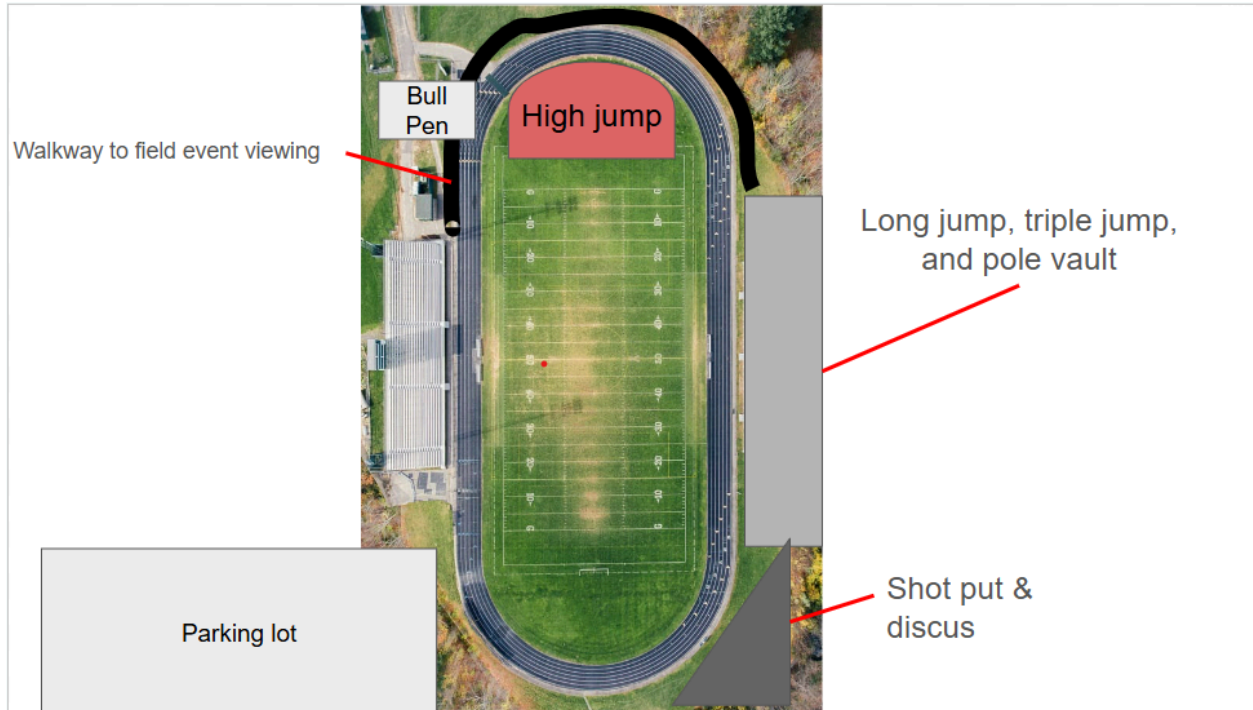 Bull
Pen
High jump
Walkway to field event viewing
Long jump, triple jump,
and pole vault
Shot put &
discus
Parking lot